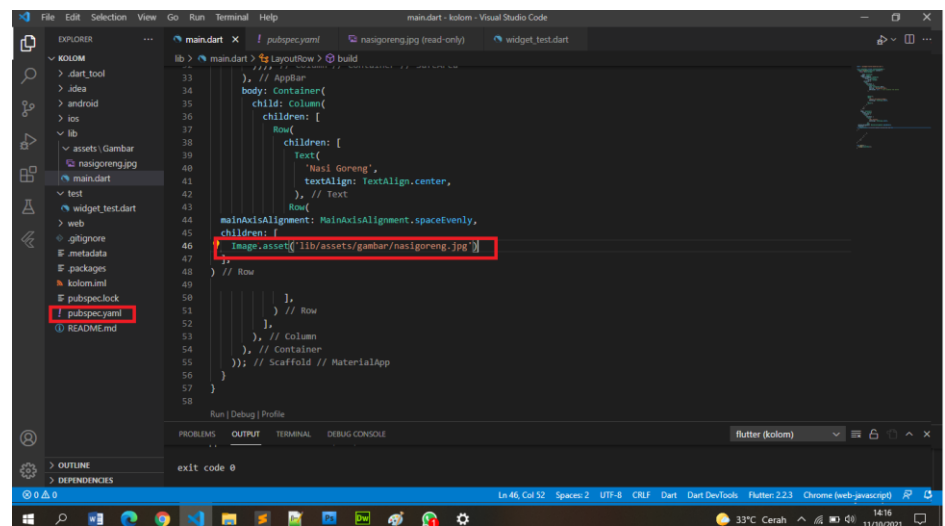 File Edit Selection View Go Run Terminal Help
main.dart - kolom - Visual Studio Code
EXPLORER
main.dart
pubspec.yaml
nasigoreng.jpg (read-only)
widget_test.dart
lib > main.dart > LayoutRow > build
KOLOM
.dart_tool
.idea
android
ios
lib
assets \ Gambar
nasigoreng.jpg
main.dart
test
widget_test.dart
web
.gitignore
.metadata
.packages
kolom.iml
pubspec.lock
pubspec.yaml
README.md
33 ), // AppBar
34 body: Container(
35 child: Column(
36 children: [
37 Row(
38 children: [
39 Text(
40 'Nasi Goreng',
41 textAlign: TextAlign.center,
42 ), // Text
43 Row(
44 mainAxisAlignment: MainAxisAlignment.spaceEvenly,
45 children: [
46 Image.asset('lib/assets/gambar/nasigoreng.jpg')
47 ],
48 ) // Row
49
50 ],
51 ) // Row
52 ],
53 ), // Column
54 ), // Container
55 )); // Scaffold // MaterialApp
56 }
57 }
58
Run | Debug | Profile
PROBLEMS OUTPUT TERMINAL DEBUG CONSOLE
flutter (kolom)
exit code 0
OUTLINE
DEPENDENCIES
0 0
Ln 46, Col 52 Spaces: 2 UTF-8 CRLF Dart Dart DevTools Flutter: 2.2.3 Chrome (web-javascript)
33°C Cerah
14:16
11/10/2021